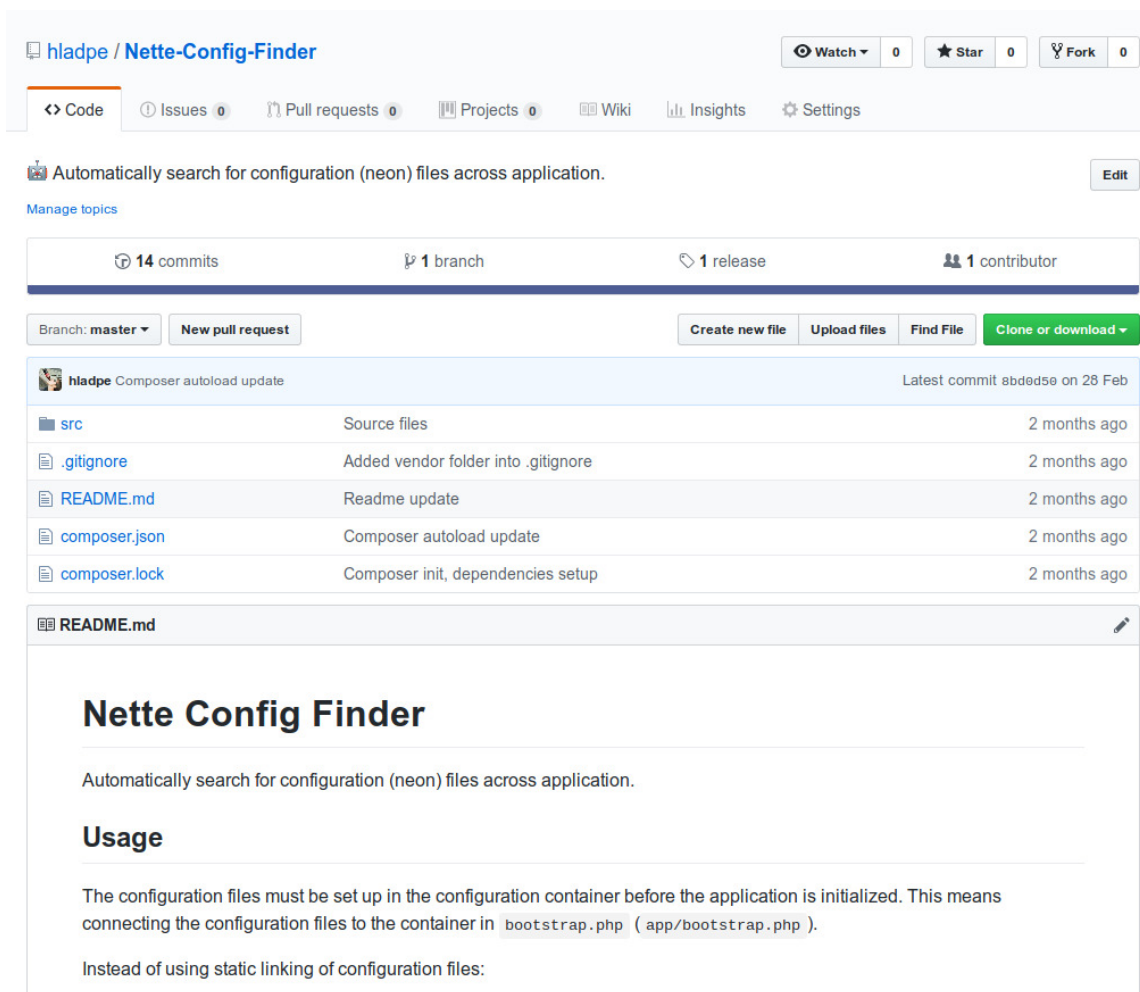 hladpe / Nette-Config-Finder
Watch 0 Star 0 Fork 0
Code Issues 0 Pull requests 0 Projects 0 Wiki Insights Settings
Automatically search for configuration (neon) files across application. Edit
Manage topics
14 commits 1 branch 1 release 1 contributor
Branch: master New pull request Create new file Upload files Find File Clone or download
hladpe Composer autoload update Latest commit 8bd0d50 on 28 Feb
src Source files 2 months ago
.gitignore Added vendor folder into .gitignore 2 months ago
README.md Readme update 2 months ago
composer.json Composer autoload update 2 months ago
composer.lock Composer init, dependencies setup 2 months ago
README.md
Nette Config Finder
Automatically search for configuration (neon) files across application.
Usage
The configuration files must be set up in the configuration container before the application is initialized. This means
connecting the configuration files to the container in bootstrap.php ( app/bootstrap.php ).
Instead of using static linking of configuration files: